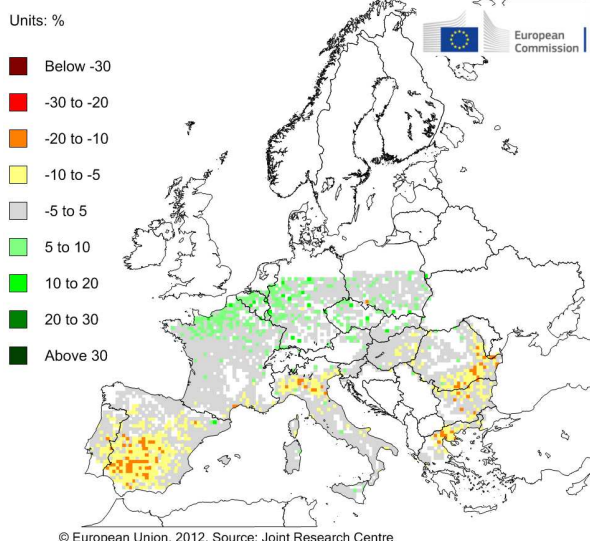 Units: %
European
Commission
Below -30
-30 to -20
-20 to -10
-10 to -5
-5 to 5
5 to 10
10 to 20
20 to 30
Above 30
© European Union, 2012. Source: Joint Research Centre